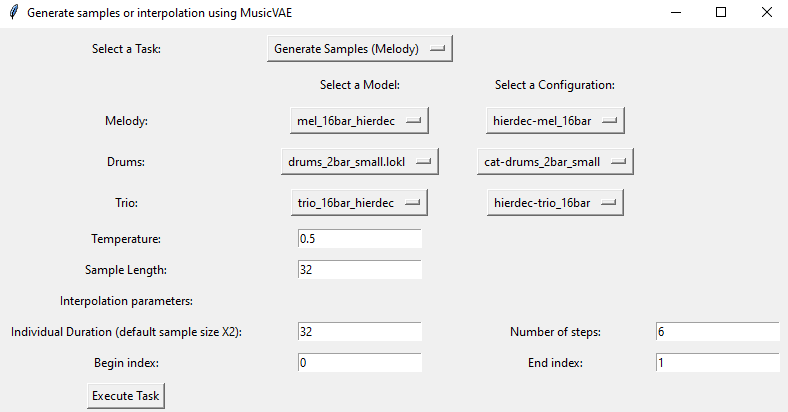 Generate samples or interpolation using MusicVAE
Select a Task: Generate Samples (Melody)
Select a Model: Select a Configuration:
Melody: mel_16bar_hierdec hierdec-mel_16bar
Drums: drums_2bar_small.lokl cat-drums_2bar_small
Trio: trio_16bar_hierdec hierdec-trio_16bar
Temperature: 0.5
Sample Length: 32
Interpolation parameters:
Individual Duration (default sample size X2): 32 Number of steps: 6
Begin index: 0 End index: 1
Execute Task